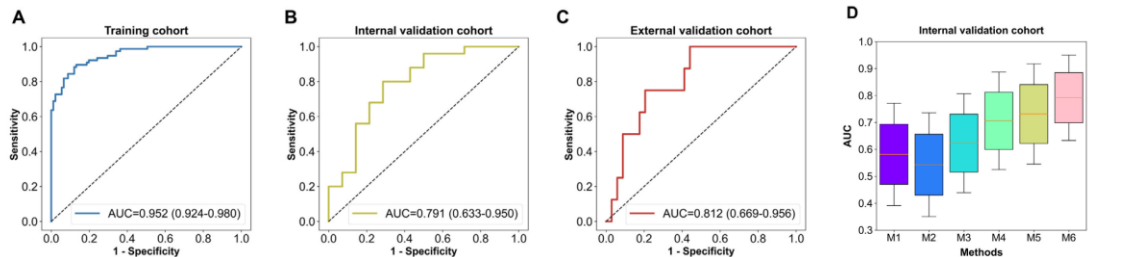 A
Training cohort
1.0
0.8
0.6
0.4
0.2
0.0
Sensitivity
AUC=0.952 (0.924-0.980)
0.0 0.2 0.4 0.6 0.8 1.0
1 - Specificity
B
Internal validation cohort
1.0
0.8
0.6
0.4
0.2
0.0
Sensitivity
AUC=0.791 (0.633-0.950)
0.0 0.2 0.4 0.6 0.8 1.0
1 - Specificity
C
External validation cohort
1.0
0.8
0.6
0.4
0.2
0.0
Sensitivity
AUC=0.812 (0.669-0.956)
0.0 0.2 0.4 0.6 0.8 1.0
1 - Specificity
D
Internal validation cohort
1.0
0.9
0.8
0.7
0.6
0.5
0.4
0.3
AUC
M1 M2 M3 M4 M5 M6
Methods